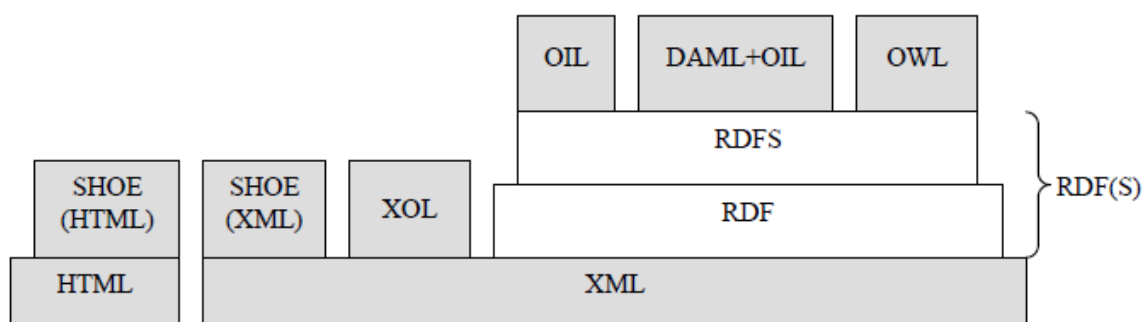 OIL
DAML+OIL
OWL
RDFS
RDF(S)
SHOE
(HTML)
SHOE
(XML)
XOL
RDF
HTML
XML